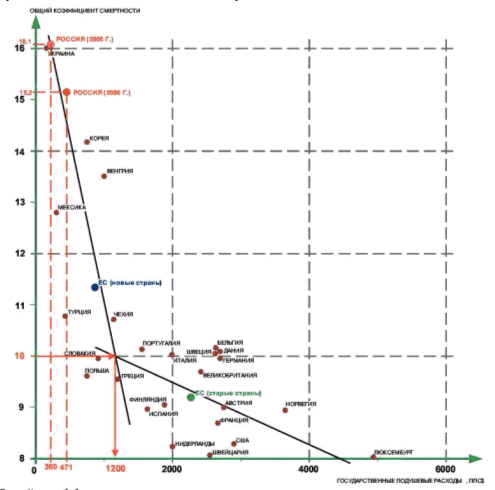 ОБЩИЙ КОЭФФИЦИЕНТ СМЕРТНОСТИ
16,1
РОССИЯ (2005 Г.)
16
УКРАИНА
15,2
РОССИЯ (2006 Г.)
15
КОРЕЯ
14
ВЕНГРИЯ
13
МЕКСИКА
12
ЕС (новые страны)
11
ТУРЦИЯ
ЧЕХИЯ
ПОРТУГАЛИЯ
БЕЛЬГИЯ
10
СЛОВАКИЯ
ШВЕЦИЯ
ДАНИЯ
ИТАЛИЯ
ГЕРМАНИЯ
ПОЛЬША
ГРЕЦИЯ
ВЕЛИКОБРИТАНИЯ
ЕС (старые страны)
9
ФИНЛЯНДИЯ
АВСТРИЯ
НОРВЕГИЯ
ИСПАНИЯ
ФРАНЦИЯ
НИДЕРЛАНДЫ
США
ШВЕЙЦАРИЯ
ЛЮКСЕМБУРГ
8
0
369
471
1200
2000
4000
6000
ГОСУДАРСТВЕННЫЕ ПОДУШЕВЫЕ РАСХОДЫ , ППС$